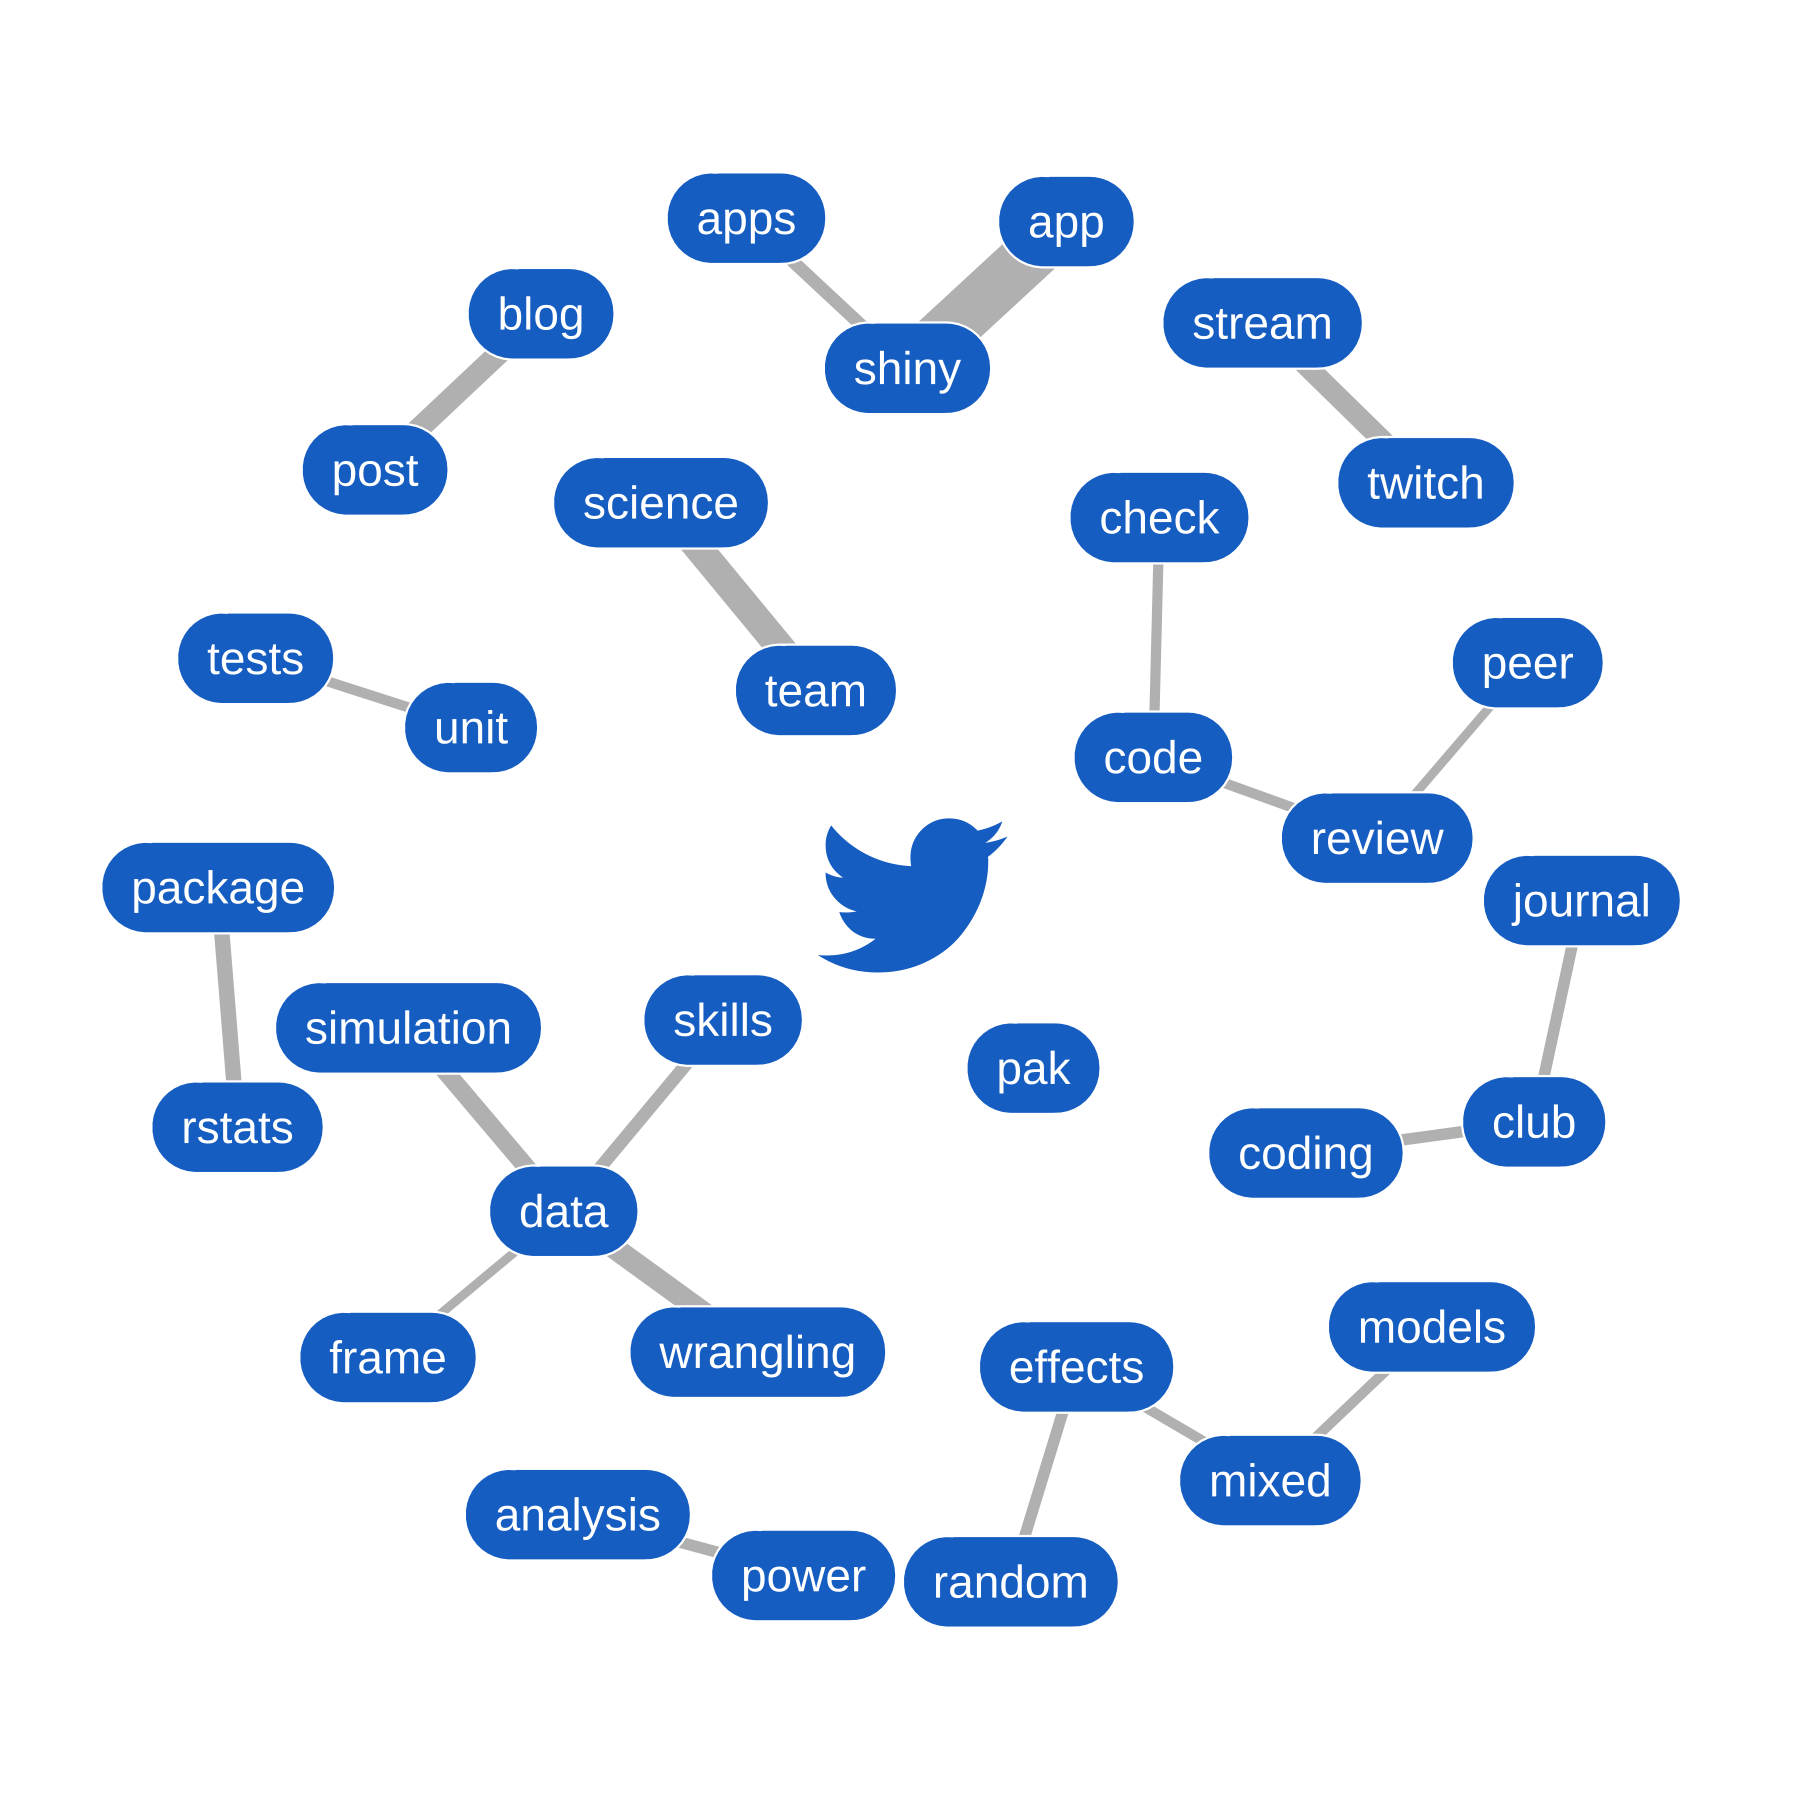 apps
app
blog
stream
shiny
post
twitch
science
check
tests
peer
team
unit
code
review
package
journal
simulation
skills
pak
club
rstats
coding
data
models
wrangling
frame
effects
mixed
analysis
power
random